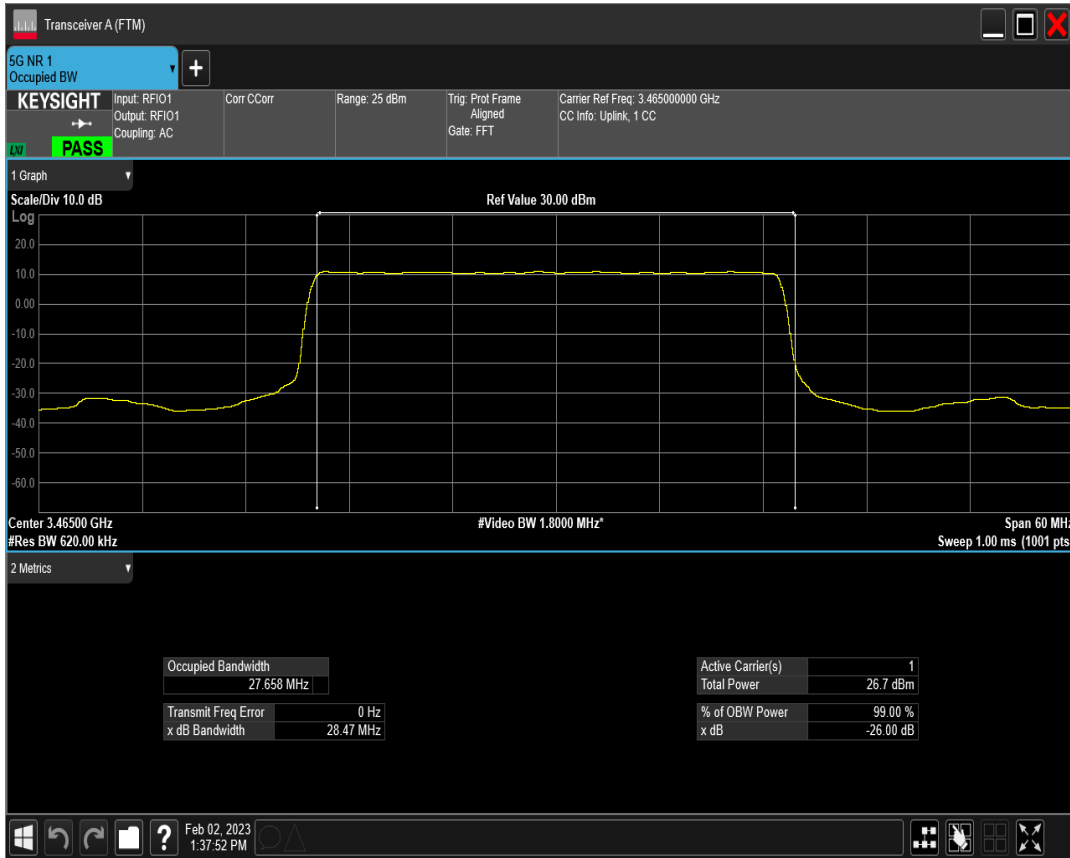 Transceiver A (FTM)
5G NR 1
Occupied BW
+
KEYSIGHT
LXI
PASS
Input: RFIO1
Output: RFIO1
Coupling: AC
Corr CCorr
Range: 25 dBm
Trig: Prot Frame
Aligned
Gate: FFT
Carrier Ref Freq: 3.465000000 GHz
CC Info: Uplink, 1 CC
1 Graph
Scale/Div 10.0 dB
Ref Value 30.00 dBm
Log
20.0
10.0
0.00
-10.0
-20.0
-30.0
-40.0
-50.0
-60.0
Center 3.46500 GHz
#Video BW 1.8000 MHz*
Span 60 MHz
#Res BW 620.00 kHz
Sweep 1.00 ms (1001 pts
2 Metrics
Occupied Bandwidth
27.658 MHz
Transmit Freq Error 0 Hz
x dB Bandwidth 28.47 MHz
Active Carrier(s) 1
Total Power 26.7 dBm
% of OBW Power 99.00 %
x dB -26.00 dB
?
Feb 02, 2023
1:37:52 PM